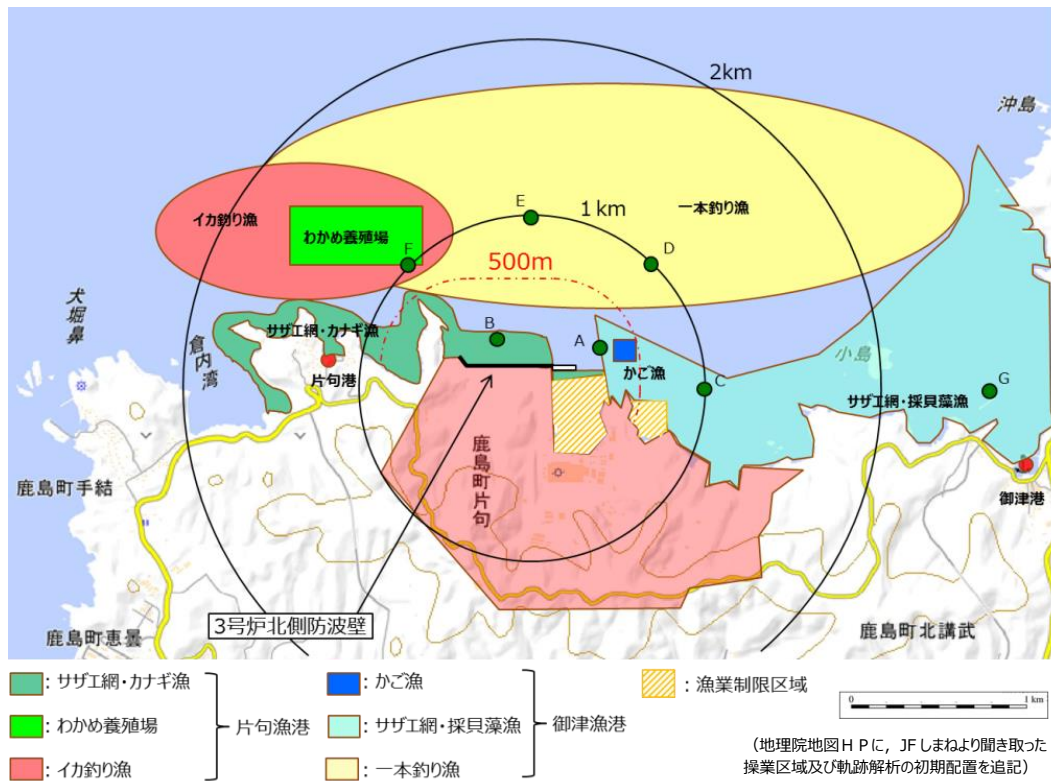 2km
沖島
E
1km
一本釣り漁
イカ釣り漁
わかめ養殖場
F
D
500m
犬堀鼻
倉内湾
サザエ網・カナギ漁
片句港
B
A
かご漁
小島
C
G
サザエ網・採貝藻漁
鹿島町片句
御津港
鹿島町手結
3号炉北側防波壁
鹿島町恵曇
鹿島町北講武
:サザエ網・カナギ漁
:わかめ養殖場
:イカ釣り漁
片句漁港
:かご漁
:サザエ網・採貝藻漁
:一本釣り漁
御津漁港
:漁業制限区域
0 1 km
(地理院地図HPに,JFしまねより聞き取った
操業区域及び軌跡解析の初期配置を追記)